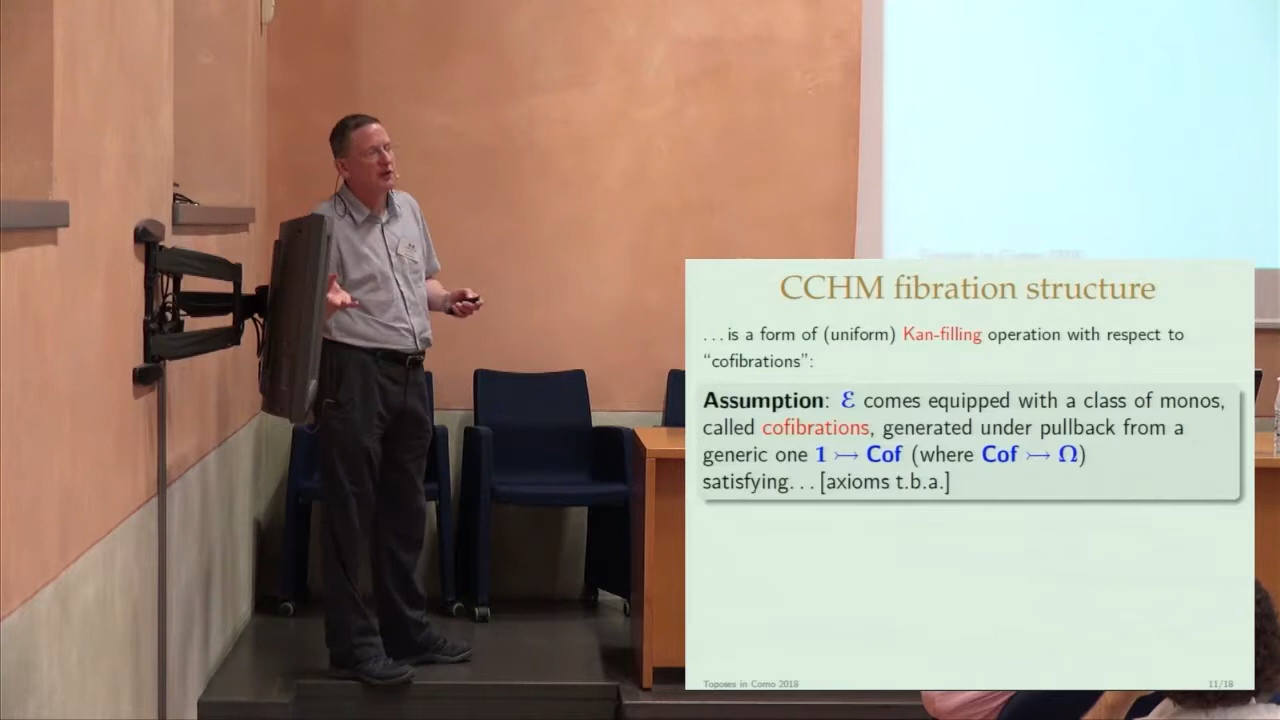 CCHM fibration structure
. . . is a form of (uniform) Kan-filling operation with respect to
“cofibrations”:
Assumption: ℰ comes equipped with a class of monos,
called cofibrations, generated under pullback from a
generic one 1 ↣ Cof (where Cof ↣ Ω)
satisfying. . . [axioms t.b.a.]
Toposes in Como 2018
11/18